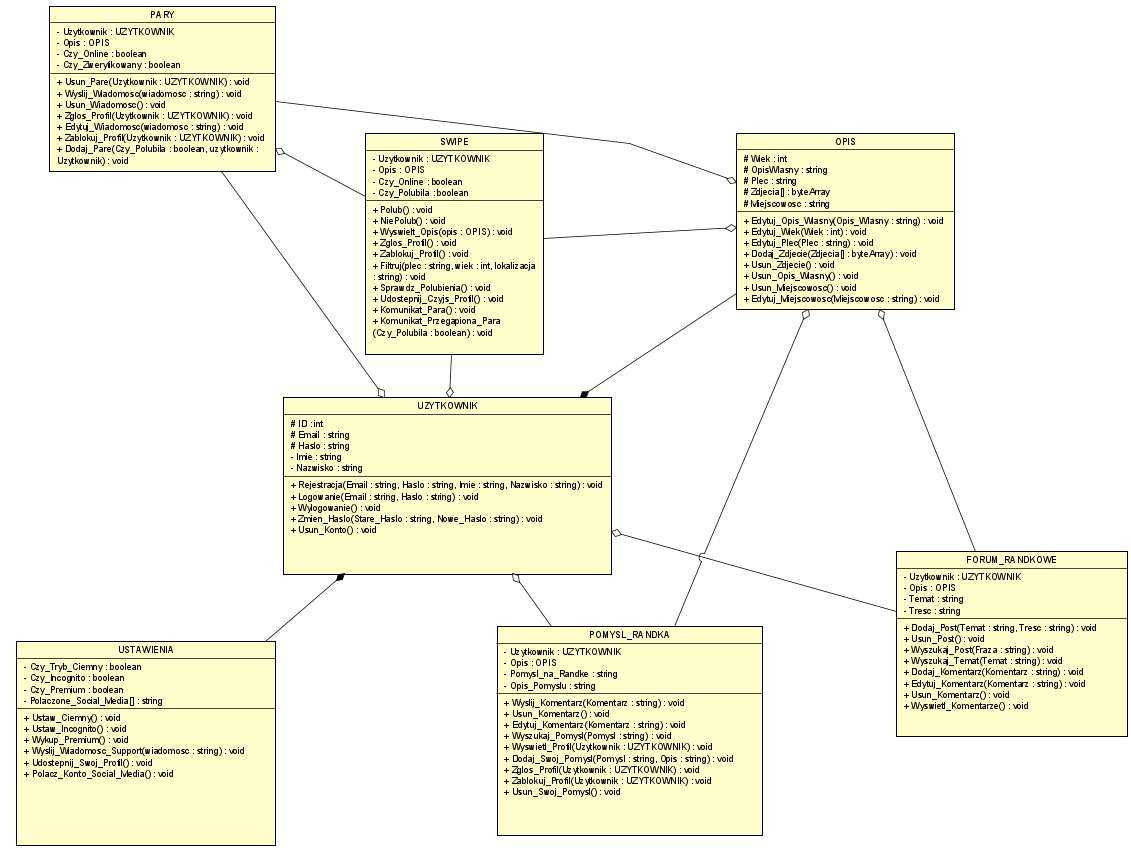 PARY
- Uzytkownik : UZYTKOWNIK
- Opis : OPIS
- Czy_Online : boolean
- Czy_Zweryfikowany : boolean
+ Usun_Pare(Uzytkownik : UZYTKOWNIK) : void
+ Wyslij_Wiadomosc(wiadomosc : string) : void
+ Usun_Wiadomosc() : void
+ Zglos_Profil(Uzytkownik : UZYTKOWNIK) : void
+ Edytuj_Wiadomosc(wiadomosc : string) : void
+ Zablokuj_Profil(Uzytkownik : UZYTKOWNIK) : void
+ Dodaj_Pare(Czy_Polubila : boolean, uzytkownik :
Uzytkownik) : void
SWIPE
- Uzytkownik : UZYTKOWNIK
- Opis : OPIS
- Czy_Online : boolean
- Czy_Polubila : boolean
+ Polub() : void
+ NiePolub() : void
+ Wyswietl_Opis(opis : OPIS) : void
+ Zglos_Profil() : void
+ Zablokuj_Profil() : void
+ Filtruj(plec : string, wiek : int, lokalizacja
: string) : void
+ Sprawdz_Polubienia() : void
+ Udostepnij_Czyjs_Profil() : void
+ Komunikat_Para() : void
+ Komunikat_Przegapiona_Para
(Czy_Polubila : boolean) : void
OPIS
# Wiek : int
# OpisWlasny : string
# Plec : string
# Zdjecia[] : byteArray
# Miejscowosc : string
+ Edytuj_Opis_Wlasny(Opis_Wlasny : string) : void
+ Edytuj_Wiek(Wiek : int) : void
+ Edytuj_Plec(Plec : string) : void
+ Dodaj_Zdjecie(Zdjecia[] : byteArray) : void
+ Usun_Zdjecie() : void
+ Usun_Opis_Wlasny() : void
+ Usun_Miejscowosc() : void
+ Edytuj_Miejscowosc(Miejscowosc : string) : void
UZYTKOWNIK
# ID : int
# Email : string
# Haslo : string
- Imie : string
- Nazwisko : string
+ Rejestracja(Email : string, Haslo : string, Imie : string, Nazwisko : string) : void
+ Logowanie(Email : string, Haslo : string) : void
+ Wylogowanie() : void
+ Zmien_Haslo(Stare_Haslo : string, Nowe_Haslo : string) : void
+ Usun_Konto() : void
FORUM_RANDKOWE
- Uzytkownik : UZYTKOWNIK
- Opis : OPIS
- Temat : string
- Tresc : string
+ Dodaj_Post(Temat : string, Tresc : string) : void
+ Usun_Post() : void
+ Wyszukaj_Post(Fraza : string) : void
+ Wyszukaj_Temat(Temat : string) : void
+ Dodaj_Komentarz(Komentarz : string) : void
+ Edytuj_Komentarz(Komentarz : string) : void
+ Usun_Komentarz() : void
+ Wyswietl_Komentarze() : void
USTAWIENIA
- Czy_Tryb_Ciemny : boolean
- Czy_Incognito : boolean
- Czy_Premium : boolean
- Polaczone_Social_Media[] : string
+ Ustaw_Ciemny() : void
+ Ustaw_Incognito() : void
+ Wykup_Premium() : void
+ Wyslij_Wiadomosc_Support(wiadomosc : string) : void
+ Udostepnij_Swoj_Profil() : void
+ Polacz_Konto_Social_Media() : void
POMYSL_RANDKA
- Uzytkownik : UZYTKOWNIK
- Opis : OPIS
- Pomysl_na_Randke : string
- Opis_Pomyslu : string
+ Wyslij_Komentarz(Komentarz : string) : void
+ Usun_Komentarz() : void
+ Edytuj_Komentarz(Komentarz : string) : void
+ Wyszukaj_Pomysl(Pomysl : string) : void
+ Wyswietl_Profil(Uzytkownik : UZYTKOWNIK) : void
+ Dodaj_Swoj_Pomysl(Pomysl : string, Opis : string) : void
+ Zglos_Profil(Uzytkownik : UZYTKOWNIK) : void
+ Zablokuj_Profil(Uzytkownik : UZYTKOWNIK) : void
+ Usun_Swoj_Pomysl() : void